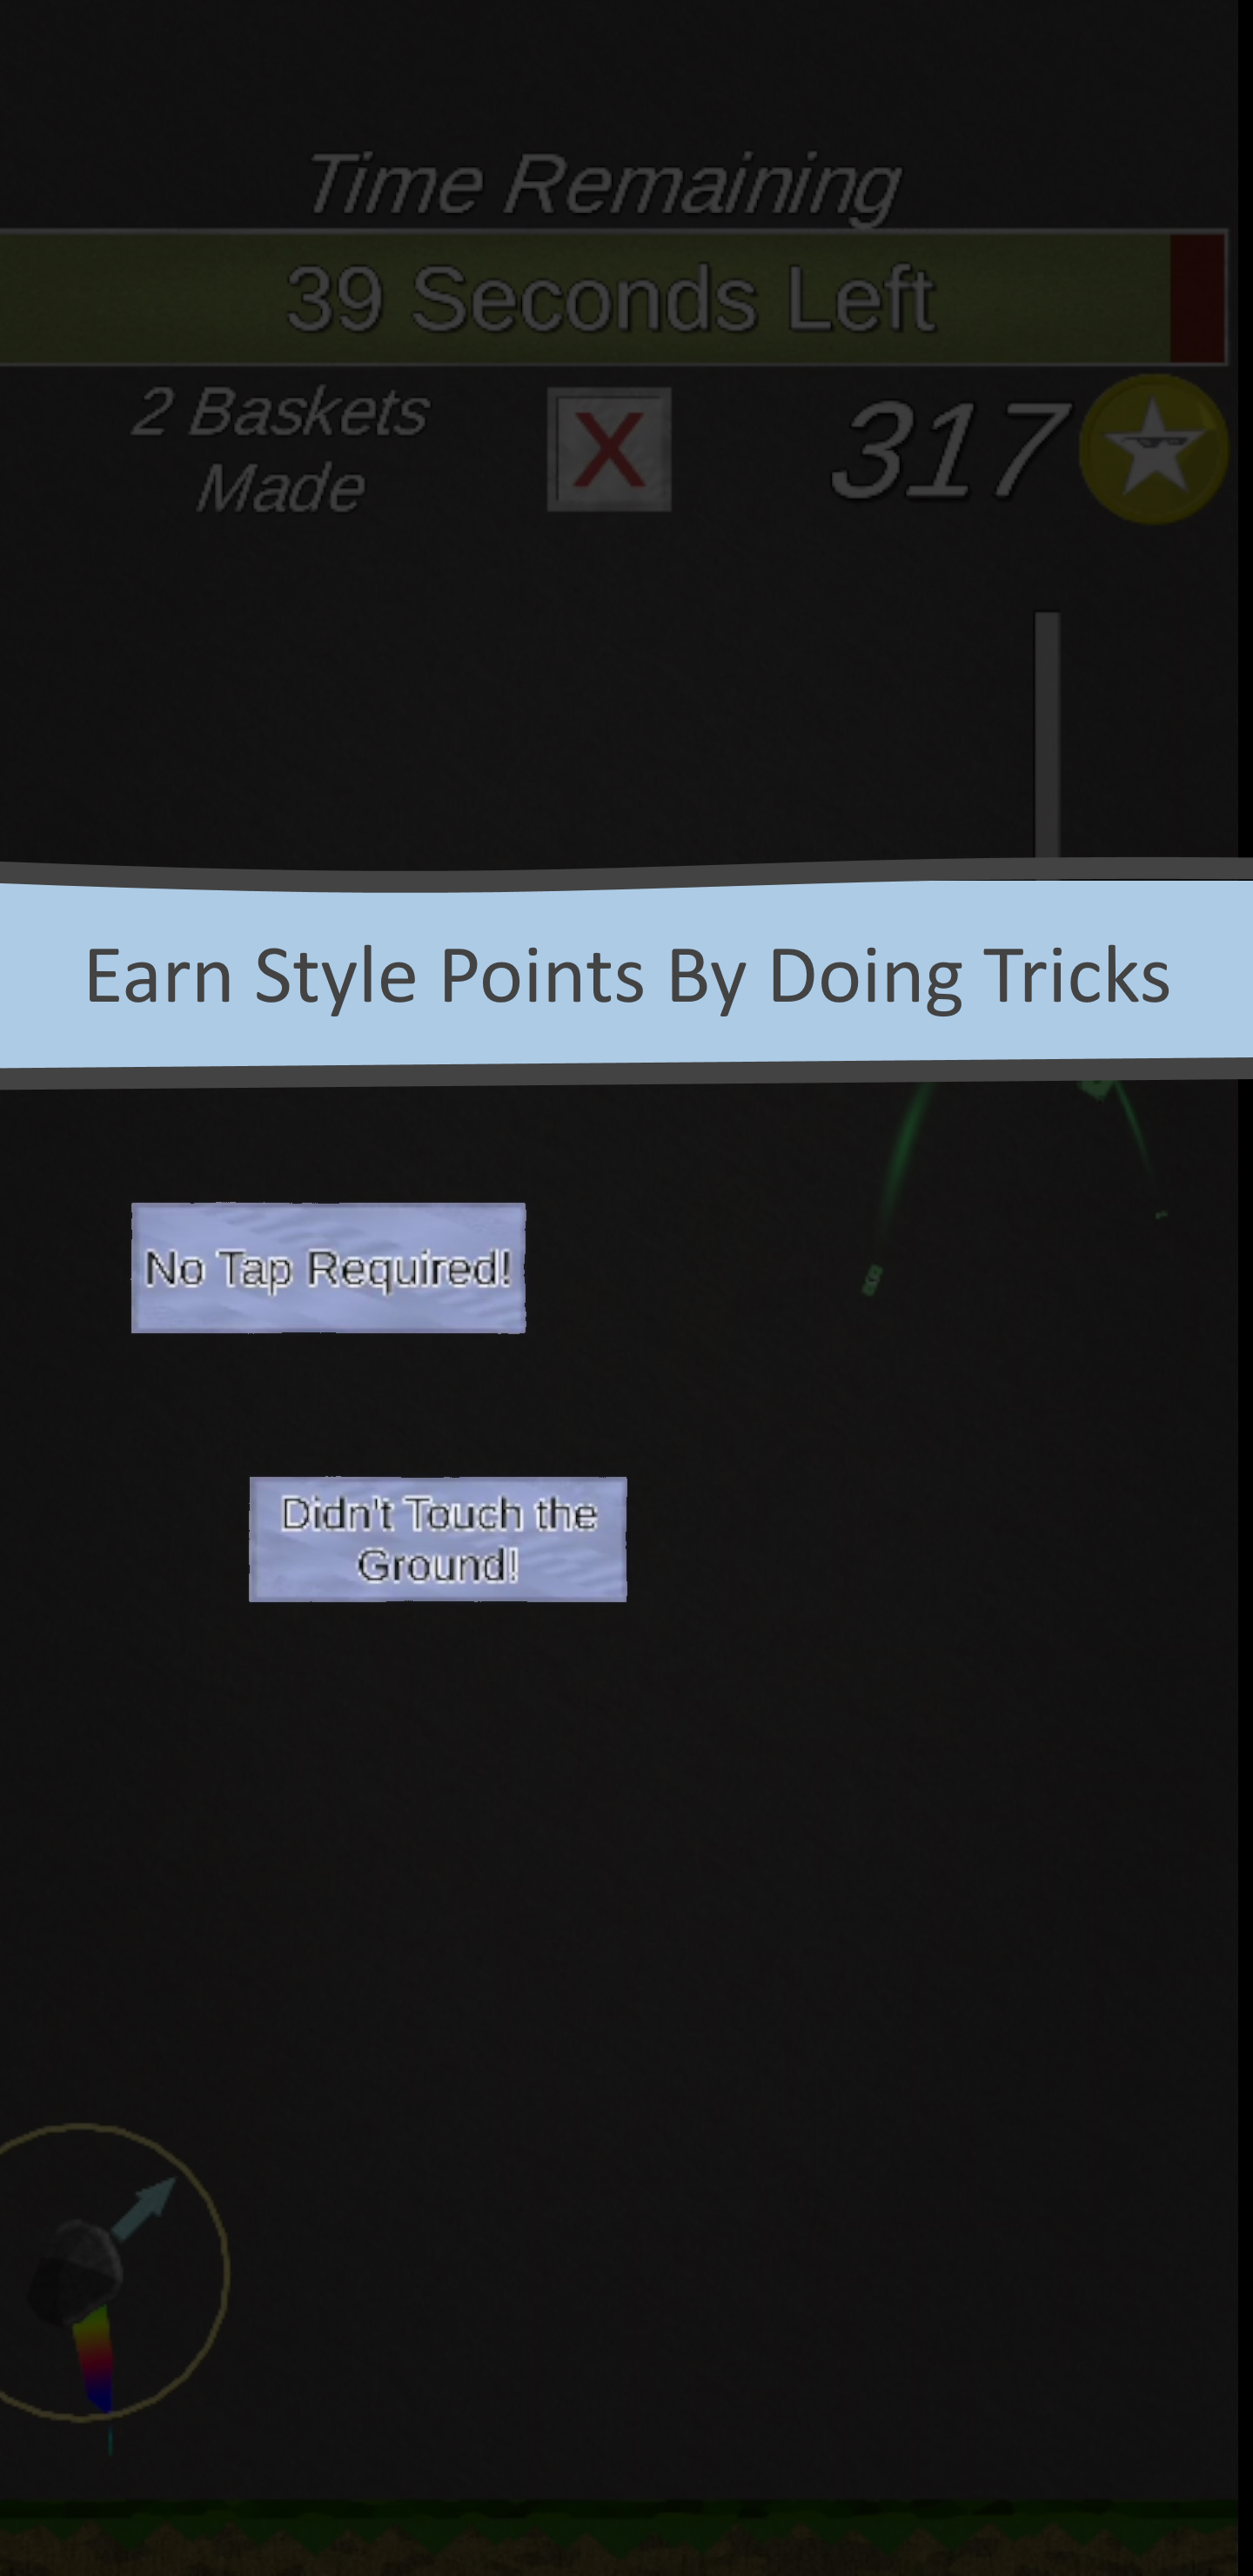 Time Remaining
39 Seconds Left
2 Baskets
Made
X
317
Earn Style Points By Doing Tricks
No Tap Required!
Didn't Touch the
Ground!